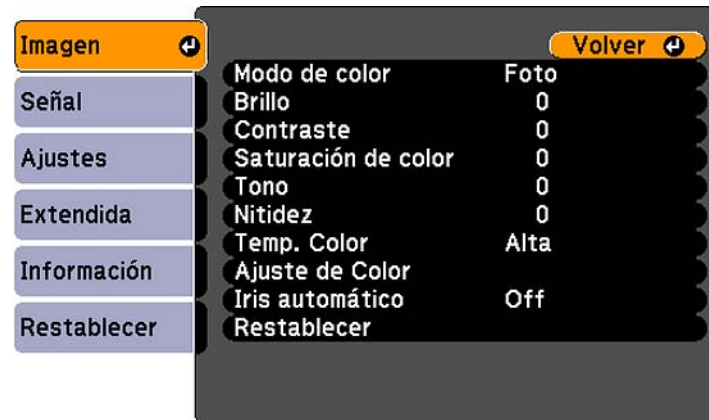 Imagen
Señal
Ajustes
Extendida
Información
Restablecer
Volver
Modo de color Foto
Brillo 0
Contraste 0
Saturación de color 0
Tono 0
Nitidez 0
Temp. Color Alta
Ajuste de Color
Iris automático Off
Restablecer